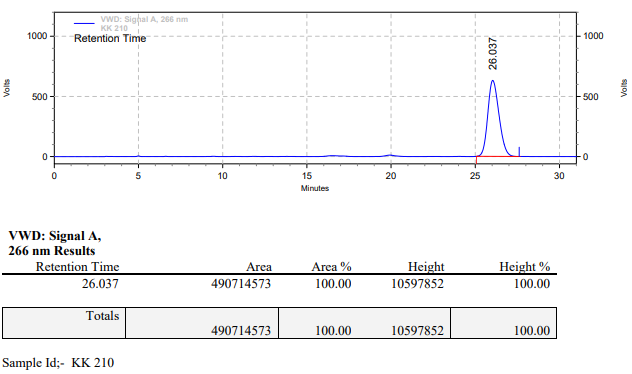 VWD: Signal A, 266 nm
KK 210
Retention Time
26.037
1000 1000
500 500
0 0
Volts Volts
0 5 10 15 20 25 30
Minutes
VWD: Signal A,
266 nm Results
Retention Time Area Area % Height Height %
26.037 490714573 100.00 10597852 100.00
Totals
490714573 100.00 10597852 100.00
Sample Id;- KK 210